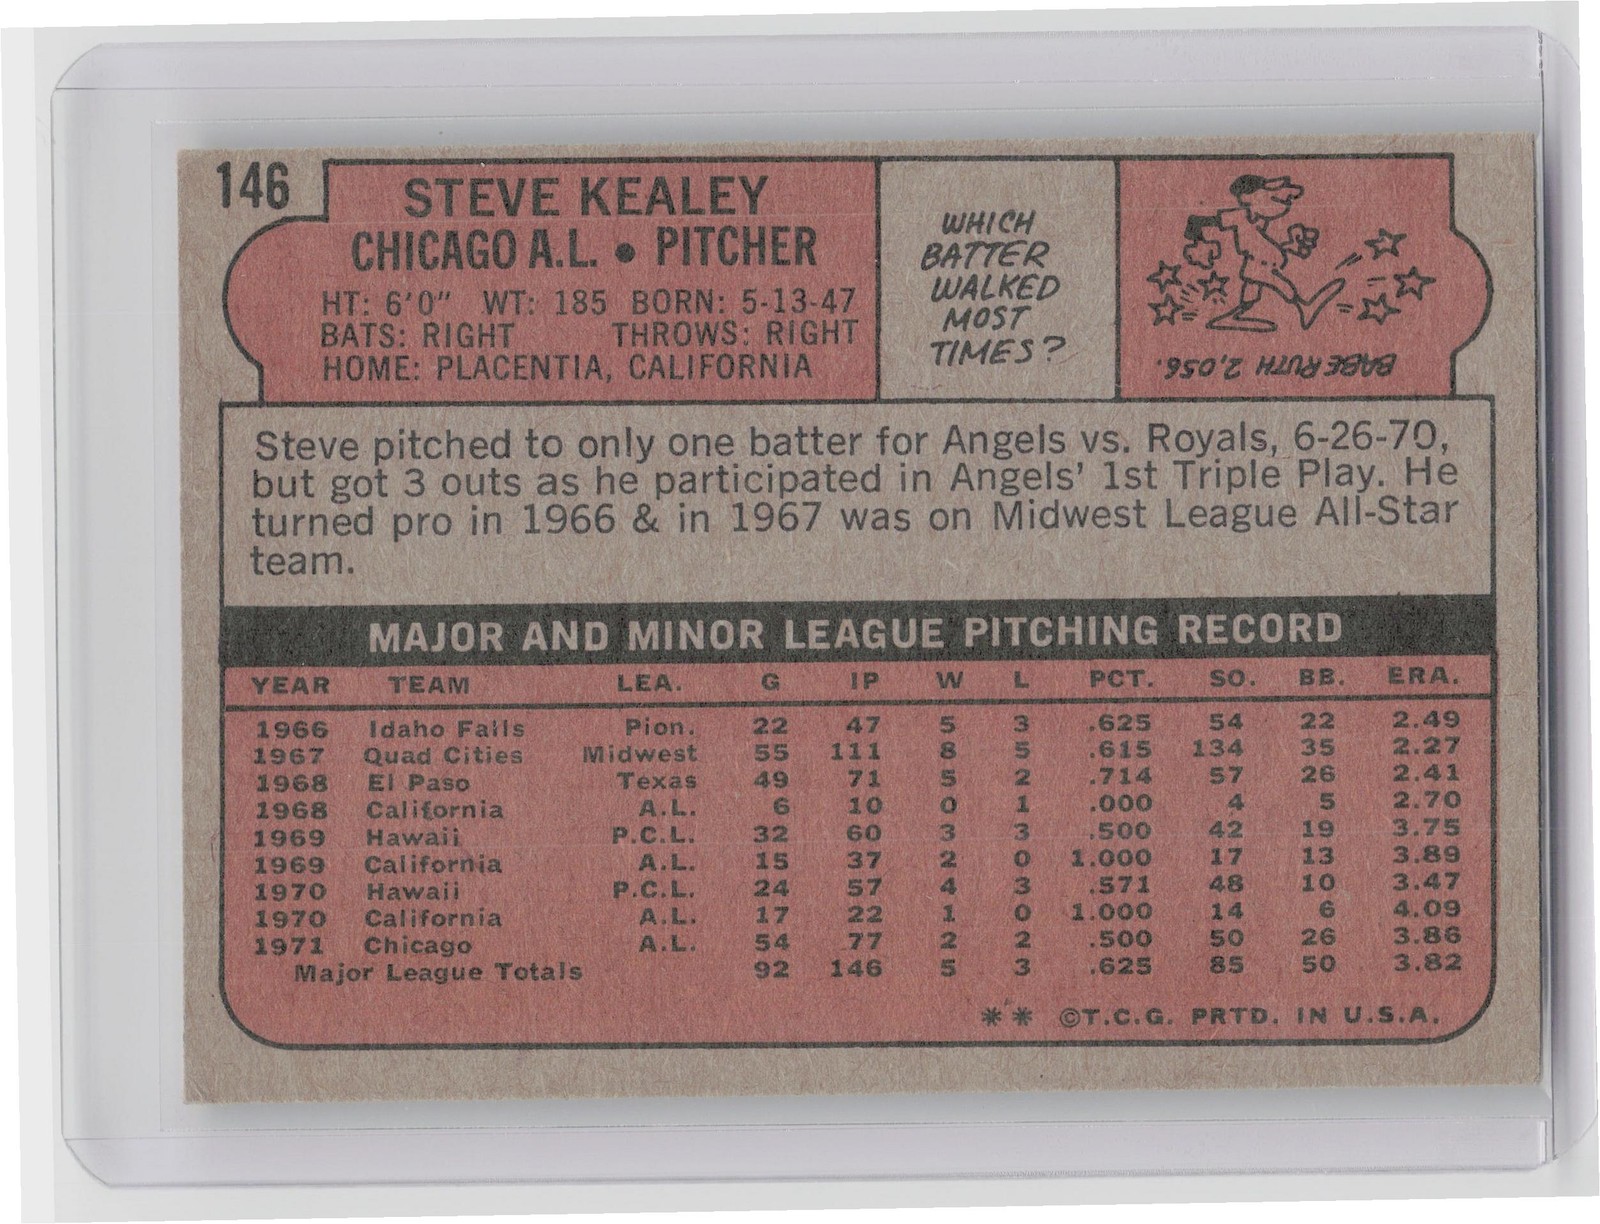 146
STEVE KEALEY
CHICAGO A.L. • PITCHER
HT: 6'0" WT: 185 BORN: 5-13-47
BATS: RIGHT THROWS: RIGHT
HOME: PLACENTIA, CALIFORNIA
WHICH
BATTER
WALKED
MOST
TIMES?
BABE RUTH 2,056.
Steve pitched to only one batter for Angels vs. Royals, 6-26-70,
but got 3 outs as he participated in Angels' 1st Triple Play. He
turned pro in 1966 & in 1967 was on Midwest League All-Star
team.
MAJOR AND MINOR LEAGUE PITCHING RECORD
YEAR TEAM LEA. G IP W L PCT. SO. BB. ERA.
1966 Idaho Falls Pion. 22 47 5 3 .625 54 22 2.49
1967 Quad Cities Midwest 55 111 8 5 .615 134 35 2.27
1968 El Paso Texas 49 71 5 2 .714 57 26 2.41
1968 California A.L. 6 10 0 1 .000 4 5 2.70
1969 Hawaii P.C.L. 32 60 3 3 .500 42 19 3.75
1969 California A.L. 15 37 2 0 1.000 17 13 3.89
1970 Hawaii P.C.L. 24 57 4 3 .571 48 10 3.47
1970 California A.L. 17 22 1 0 1.000 14 6 4.09
1971 Chicago A.L. 54 77 2 2 .500 50 26 3.86
Major League Totals 92 146 5 3 .625 85 50 3.82
** ©T.C.G. PRTD. IN U.S.A.